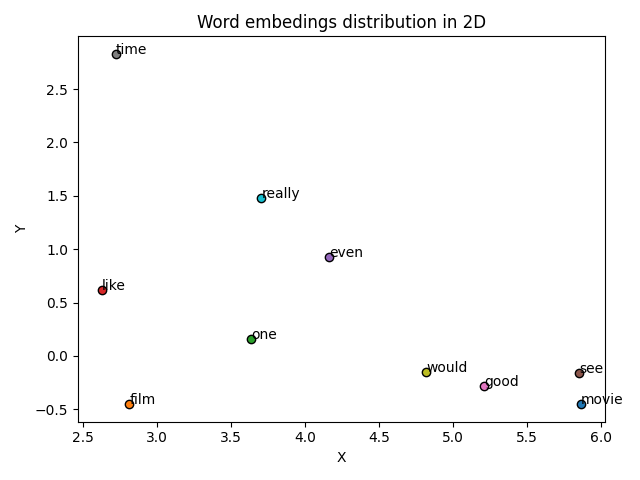 Word embedings distribution in 2D
time
2.5
2.0
really
1.5
even
1.0
Y
like
0.5
one
0.0
would
see
good
film
movie
−0.5
2.5 3.0 3.5 4.0 4.5 5.0 5.5 6.0
X